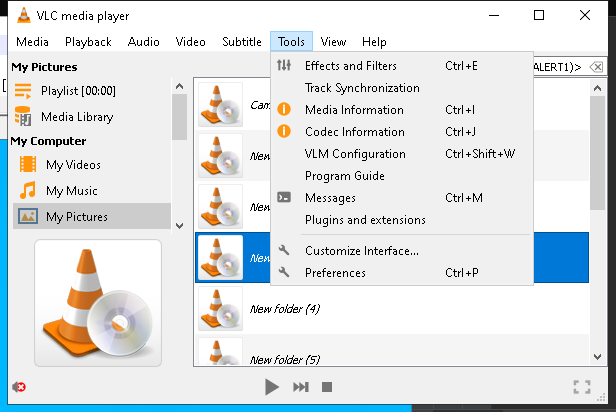 VLC media player
Media Playback Audio Video Subtitle Tools View Help
My Pictures
Playlist [00:00]
Media Library
My Computer
My Videos
My Music
My Pictures
ALERT1)>
Cam
New
New
New
New folder (4)
New folder (5)
Effects and Filters Ctrl+E
Track Synchronization
Media Information Ctrl+I
Codec Information Ctrl+J
VLM Configuration Ctrl+Shift+W
Program Guide
Messages Ctrl+M
Plugins and extensions
Customize Interface...
Preferences Ctrl+P